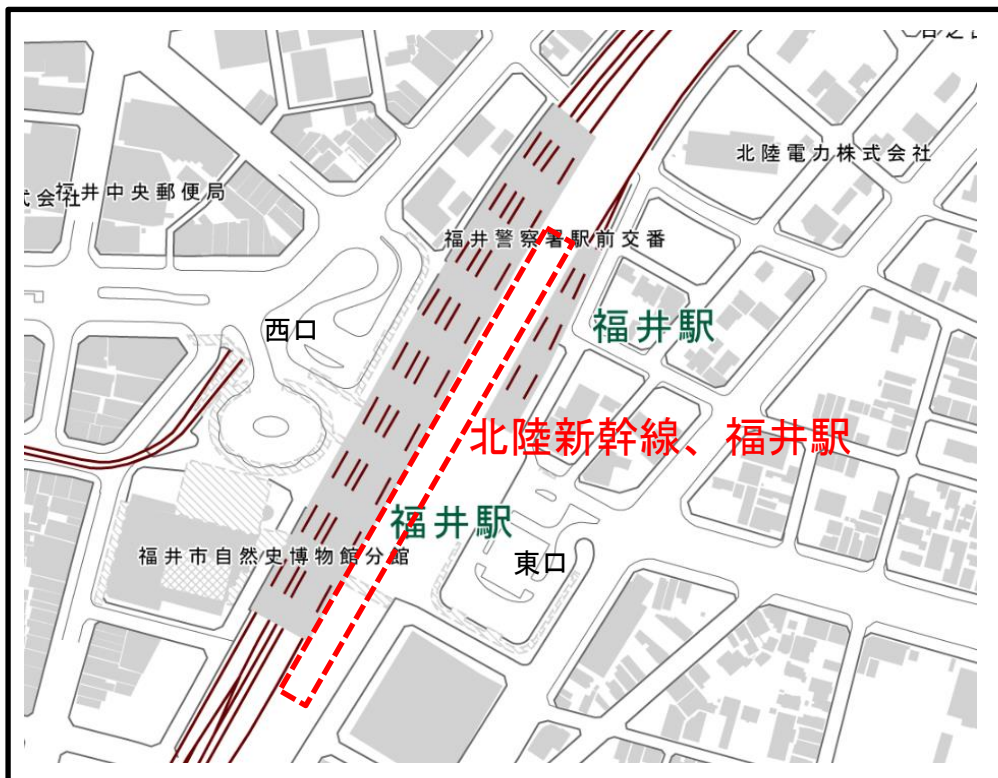 北陸電力株式会社
式会社
福井中央郵便局
福井警察署駅前交番
西口
福井駅
北陸新幹線、福井駅
福井駅
福井市自然史博物館分館
東口